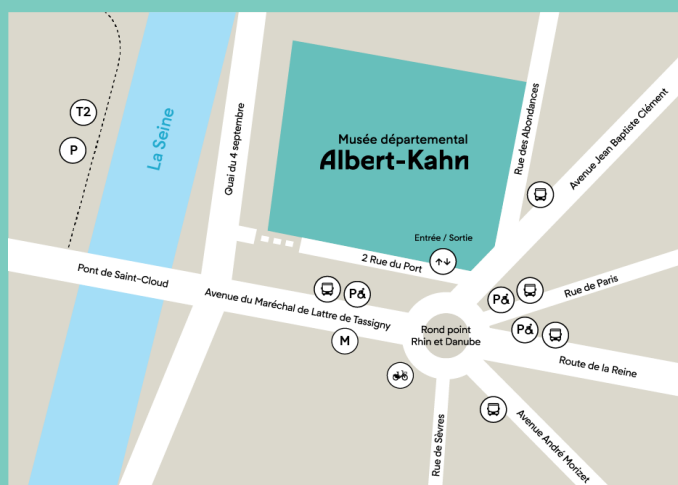 T2
P
La Seine
Quai du 4 septembre
Musée départemental
Albert-Kahn
Rue des Abondances
Avenue Jean Baptiste Clément
Entrée / Sortie
2 Rue du Port
Pont de Saint-Cloud
Avenue du Maréchal de Lattre de Tassigny
P
M
Rond point
Rhin et Danube
P
Rue de Paris
P
Route de la Reine
Rue de Sèvres
Avenue André Morizet